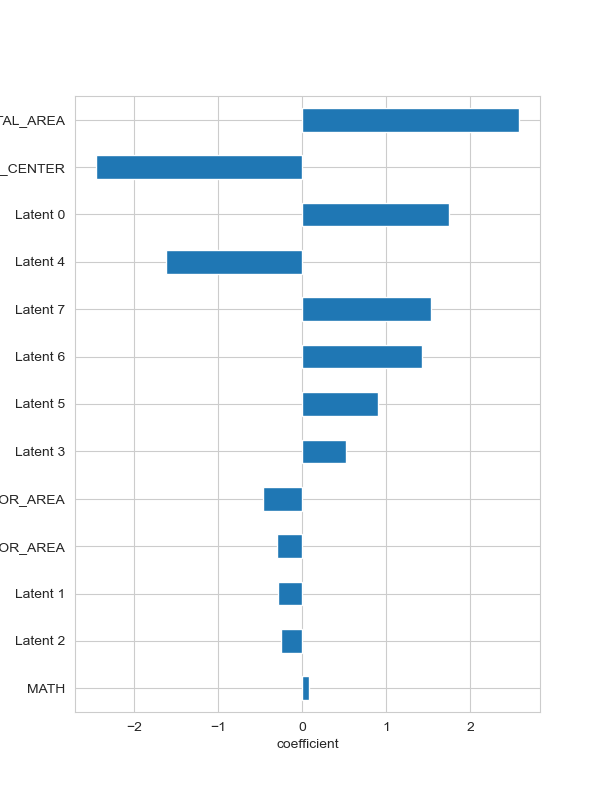 TAL_AREA
_CENTER
Latent 0
Latent 4
Latent 7
Latent 6
Latent 5
Latent 3
OR_AREA
OR_AREA
Latent 1
Latent 2
MATH
−2 −1 0 1 2
coefficient